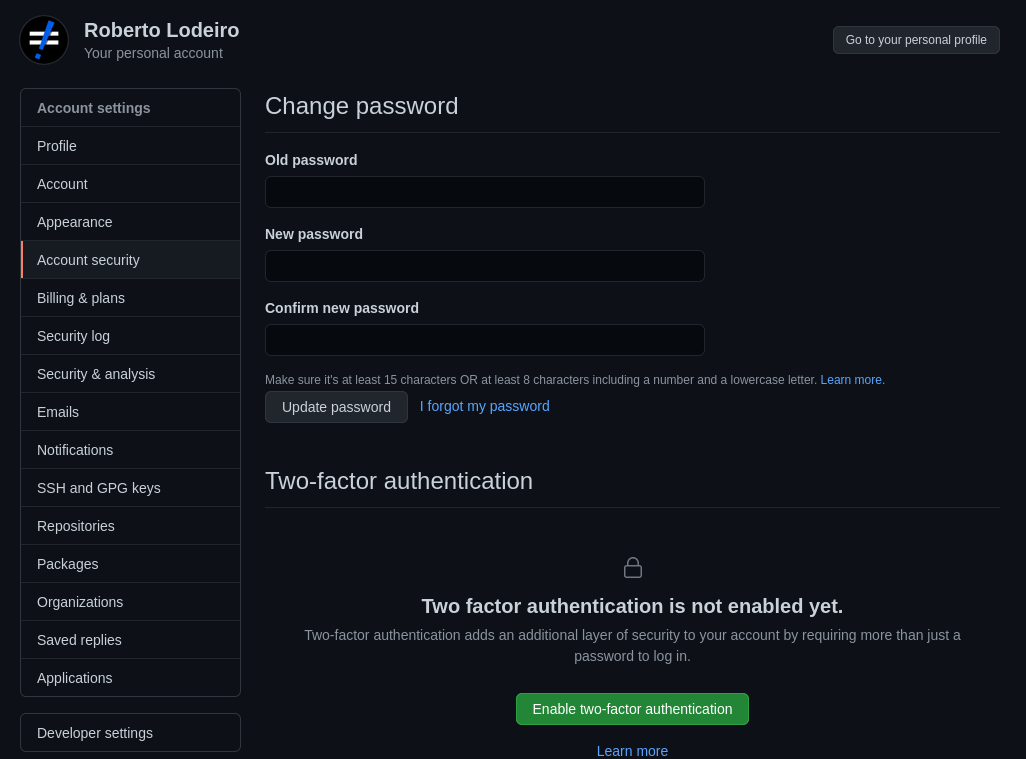 Roberto Lodeiro
Your personal account
Go to your personal profile
Account settings
Profile
Account
Appearance
Account security
Billing & plans
Security log
Security & analysis
Emails
Notifications
SSH and GPG keys
Repositories
Packages
Organizations
Saved replies
Applications
Developer settings
Change password
Old password
New password
Confirm new password
Make sure it's at least 15 characters OR at least 8 characters including a number and a lowercase letter. Learn more.
Update password I forgot my password
Two-factor authentication
Two factor authentication is not enabled yet.
Two-factor authentication adds an additional layer of security to your account by requiring more than just a
password to log in.
Enable two-factor authentication
Learn more